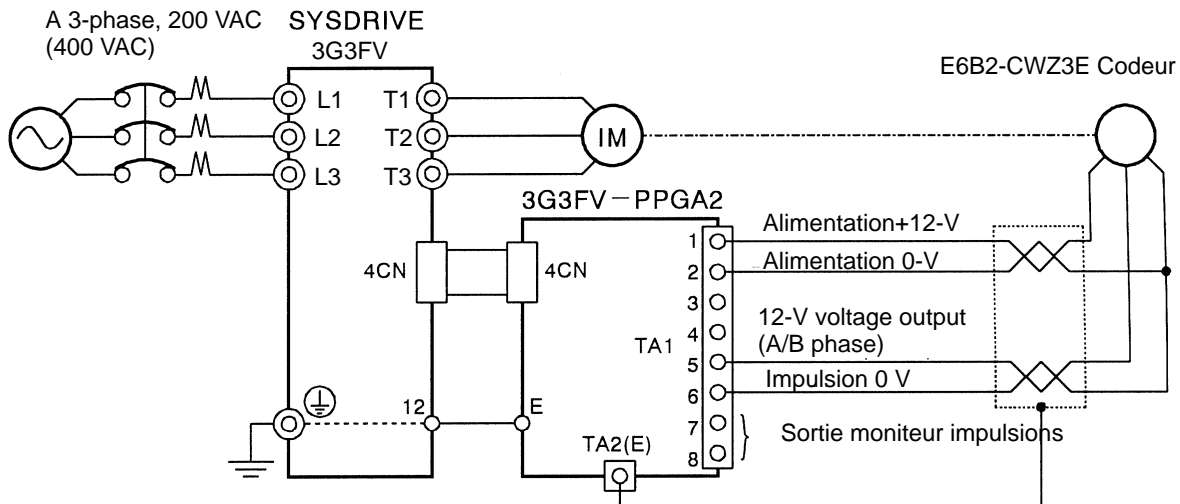 A 3-phase, 200 VAC
(400 VAC)
SYSDRIVE
3G3FV
E6B2-CWZ3E Codeur
L1
T1
L2
T2
IM
L3
T3
3G3FV-PPGA2
4CN
4CN
TA1
1
Alimentation+12-V
2
Alimentation 0-V
3
4
12-V voltage output
(A/B phase)
5
Impulsion 0 V
6
7
Sortie moniteur impulsions
8
12
E
TA2(E)